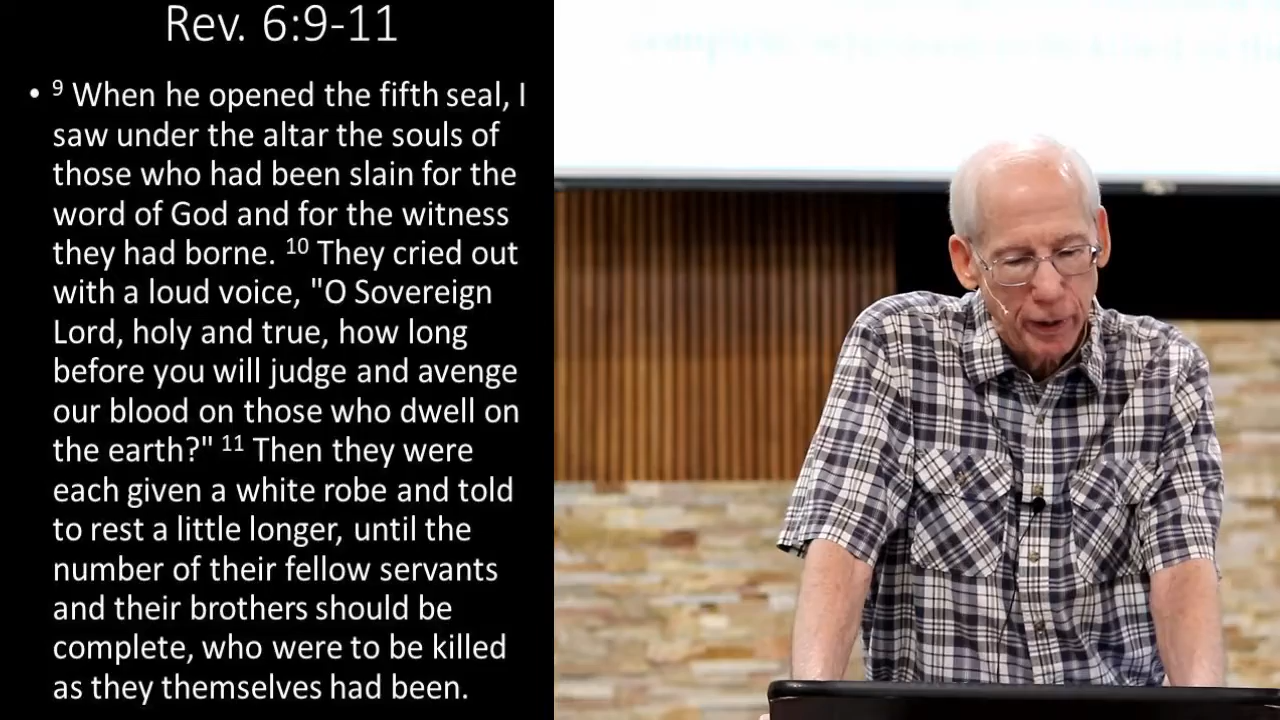 Rev. 6:9-11
• ⁹ When he opened the fifth seal, I
saw under the altar the souls of
those who had been slain for the
word of God and for the witness
they had borne. ¹⁰ They cried out
with a loud voice, "O Sovereign
Lord, holy and true, how long
before you will judge and avenge
our blood on those who dwell on
the earth?" ¹¹ Then they were
each given a white robe and told
to rest a little longer, until the
number of their fellow servants
and their brothers should be
complete, who were to be killed
as they themselves had been.